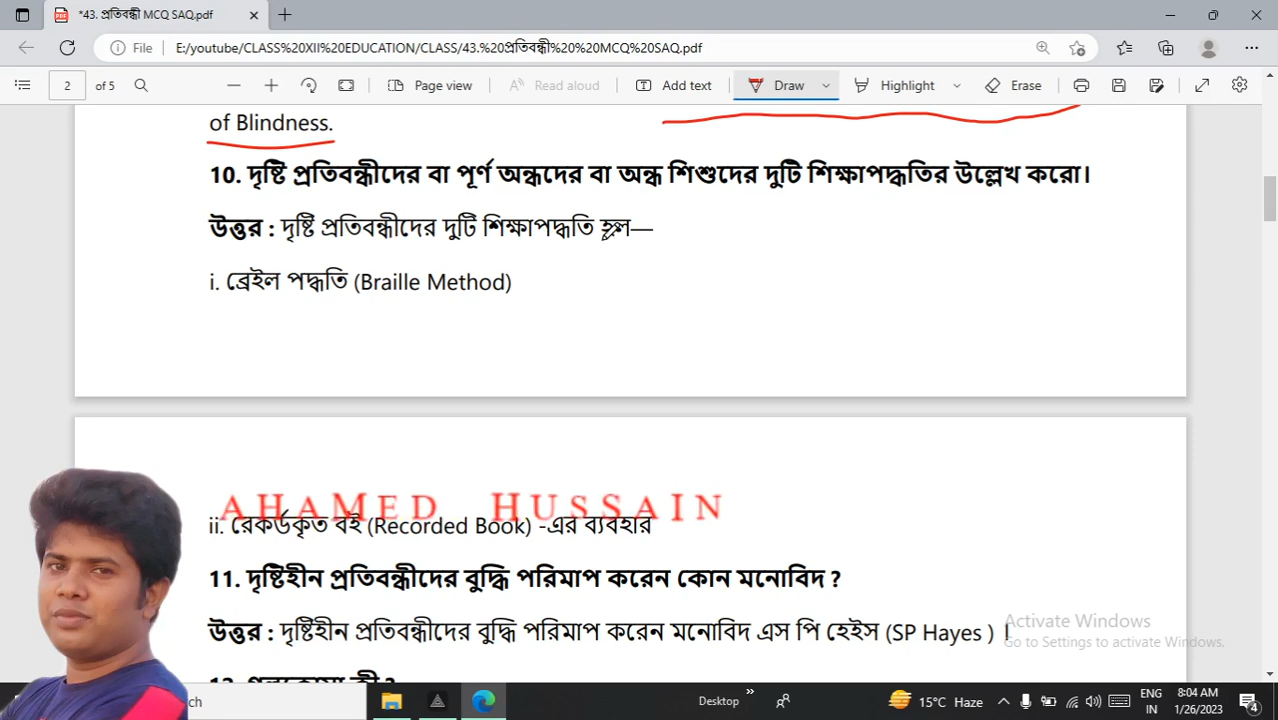 *43. প্রতিবন্ধী MCQ SAQ.pdf
File E:/youtube/CLASS%20XII%20EDUCATION/CLASS/43.%20প্রতিবন্ধী%20%20MCQ%20SAQ.pdf
2 of 5 Page view Read aloud Add text Draw Highlight Erase
of Blindness.
10. দৃষ্টি প্রতিবন্ধীদের বা পূর্ণ অন্ধদের বা অন্ধ শিশুদের দুটি শিক্ষাপদ্ধতির উল্লেখ করো।
উত্তর : দৃষ্টি প্রতিবন্ধীদের দুটি শিক্ষাপদ্ধতি হল—
i. ব্রেইল পদ্ধতি (Braille Method)
AHAMED HUSSAIN
ii. রেকর্ডকৃত বই (Recorded Book) -এর ব্যবহার
11. দৃষ্টিহীন প্রতিবন্ধীদের বুদ্ধি পরিমাপ করেন কোন মনোবিদ ?
উত্তর : দৃষ্টিহীন প্রতিবন্ধীদের বুদ্ধি পরিমাপ করেন মনোবিদ এস পি হেইস (SP Hayes ) ।
Activate Windows
Go to Settings to activate Windows.
rch Desktop 15°C Haze ENG IN 8:04 AM 1/26/2023 4